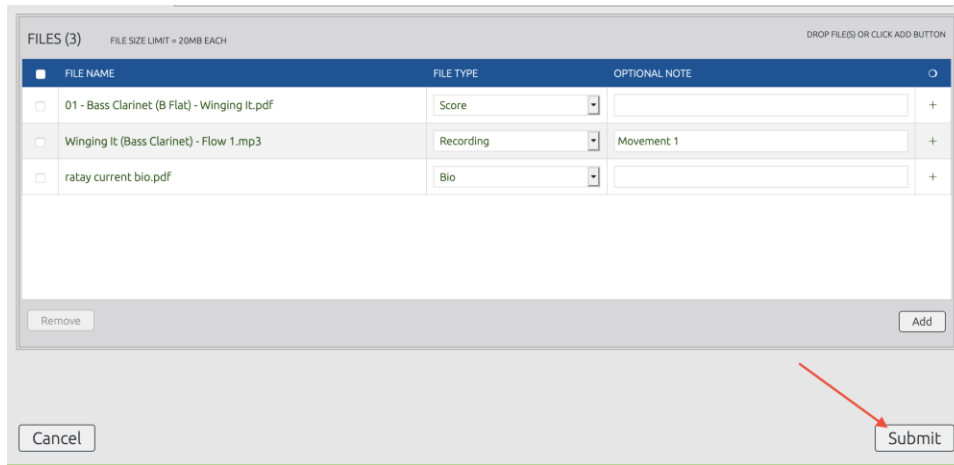 FILES (3) FILE SIZE LIMIT = 20MB EACH DROP FILE(S) OR CLICK ADD BUTTON
FILE NAME FILE TYPE OPTIONAL NOTE
01 - Bass Clarinet (B Flat) - Winging It.pdf Score +
Winging It (Bass Clarinet) - Flow 1.mp3 Recording Movement 1 +
ratay current bio.pdf Bio +
Remove Add
Cancel Submit